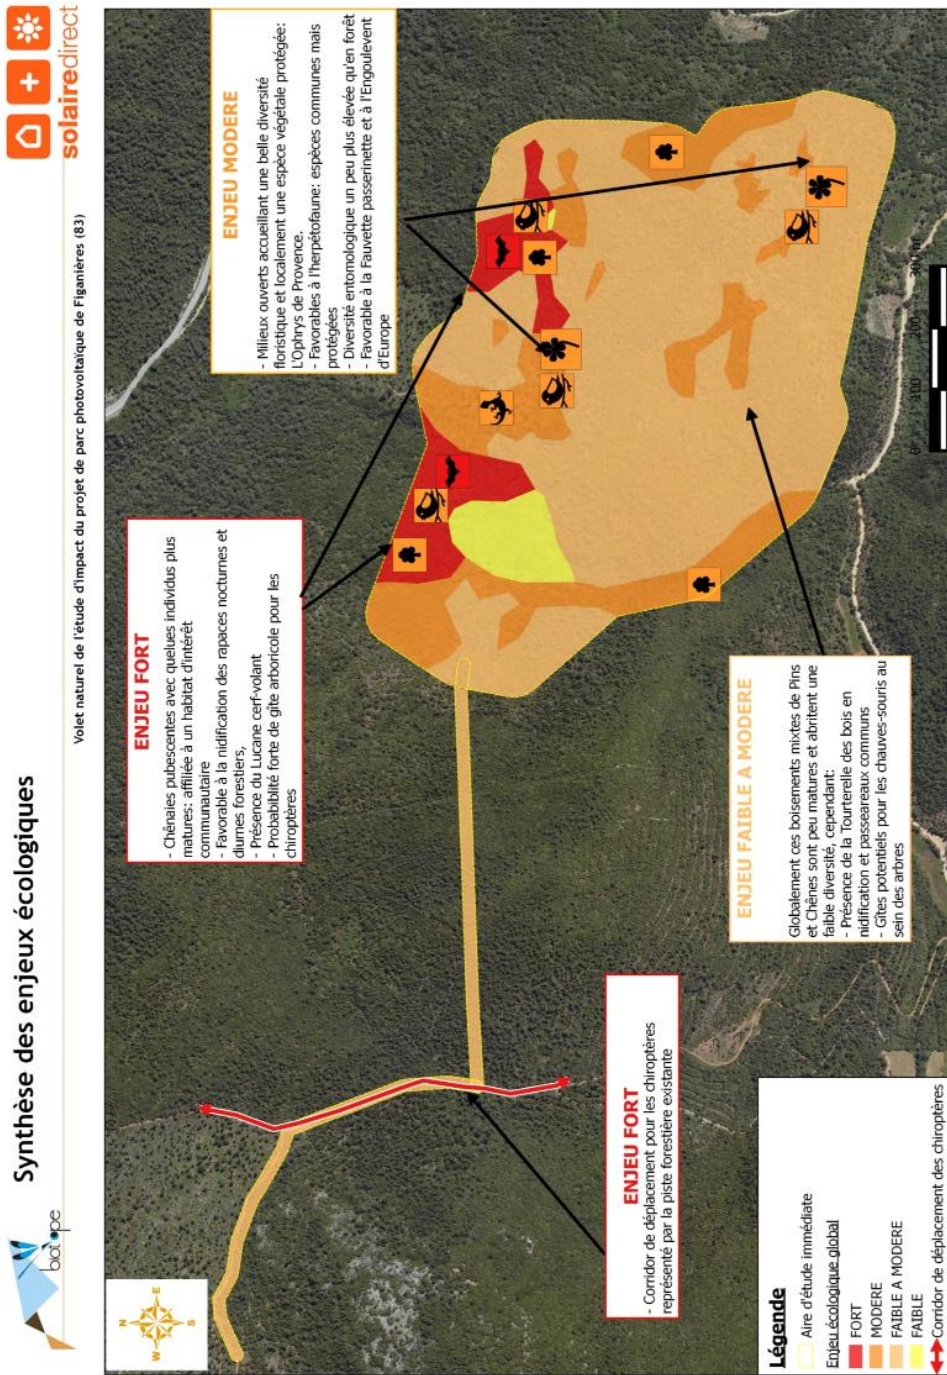 Synthèse des enjeux écologiques
biotope
solairedirect
Volet naturel de l'étude d'impact du projet de parc photovoltaïque de Figanières (83)
N
W
E
S
ENJEU FORT
- Chênaies pubescentes avec quelues individus plus
matures: affiliée à un habitat d'intérêt
communautaire
- Favorable à la nidification des rapaces nocturnes et
diurnes forestiers,
- Présence du Lucane cerf-volant
- Probabiblité forte de gîte arboricole pour les
chiroptères
ENJEU MODERE
- Milieux ouverts accueillant une belle diversité
floristique et localement une espèce végétale protégée:
L'Ophrys de Provence.
- Favorables à l'herpétofaune: espèces communes mais
protégées
- Diversité entomologique un peu plus élevée qu'en forêt
- Favorable à la Fauvette passerinette et à l'Engoulevent
d'Europe
ENJEU FORT
- Corridor de déplacement pour les chiroptères
représenté par la piste forestière existante
ENJEU FAIBLE A MODERE
Globalement ces boisements mixtes de Pins
et Chênes sont peu matures et abritent une
faible diversité, cependant:
- Présence de la Tourterelle des bois en
nidification et passeareaux communs
- Gîtes potentiels pour les chauves-souris au
sein des arbres
Légende
Aire d'étude immédiate
Enjeu écologique global
FORT
MODERE
FAIBLE A MODERE
FAIBLE
Corridor de déplacement des chiroptères
0 100 200 300 m